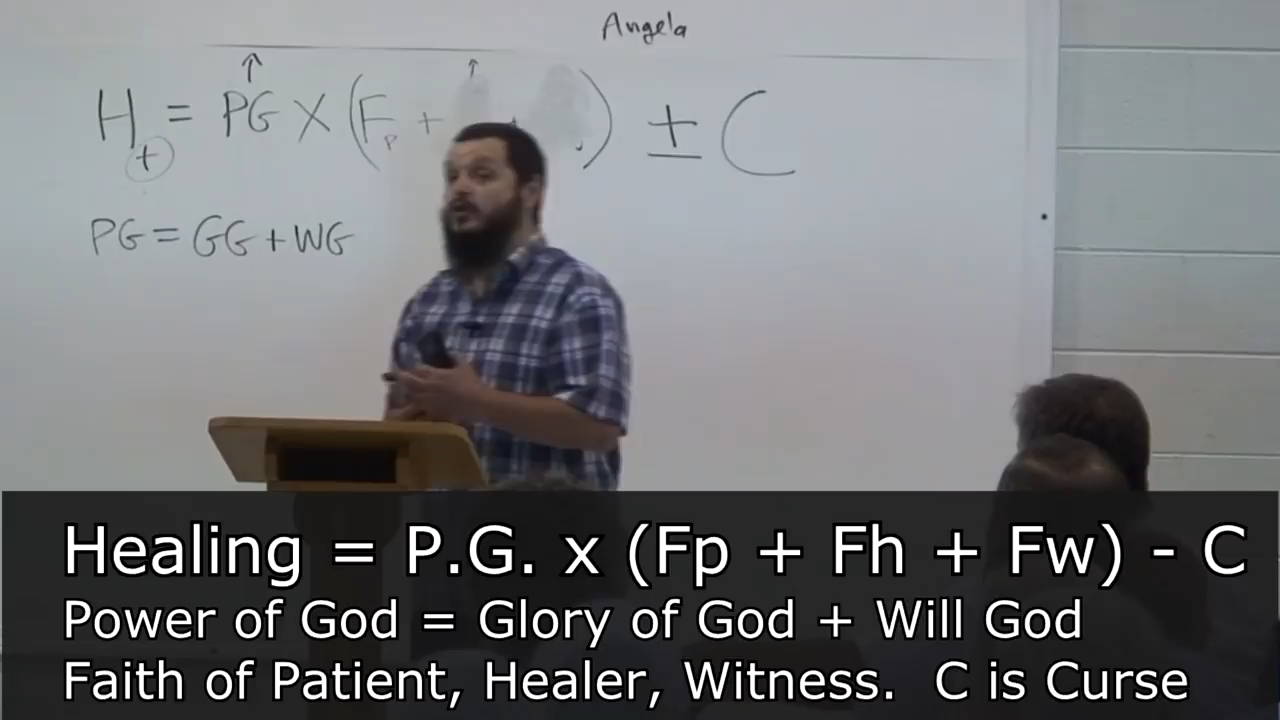 Angela
↑ ↑
H+ = PG X (Fp + + ) ± C
PG = GG + WG
Healing = P.G. x (Fp + Fh + Fw) - C
Power of God = Glory of God + Will God
Faith of Patient, Healer, Witness. C is Curse